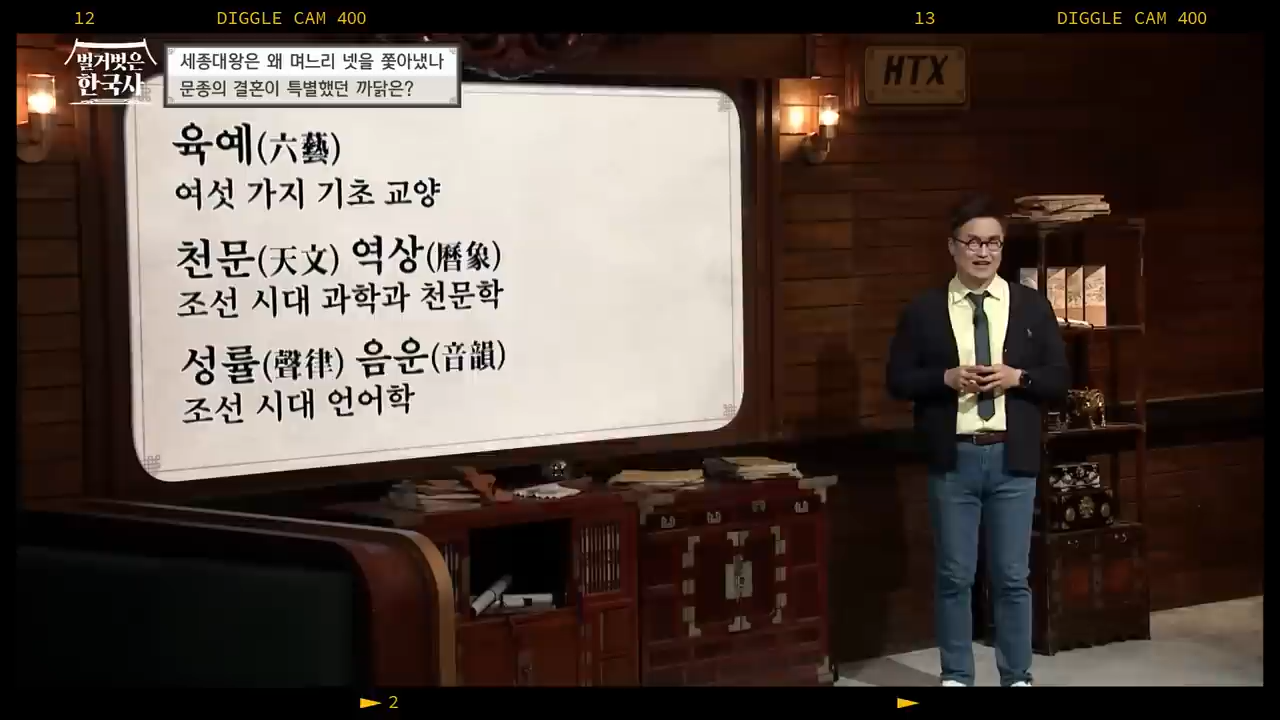 12
DIGGLE CAM 400
13
DIGGLE CAM 400
벌거벗은
한국사
세종대왕은 왜 며느리 넷을 쫓아냈나
문종의 결혼이 특별했던 까닭은?
HTX
육예(六藝)
여섯 가지 기초 교양
천문(天文) 역상(曆象)
조선 시대 과학과 천문학
성률(聲律) 음운(音韻)
조선 시대 언어학
2